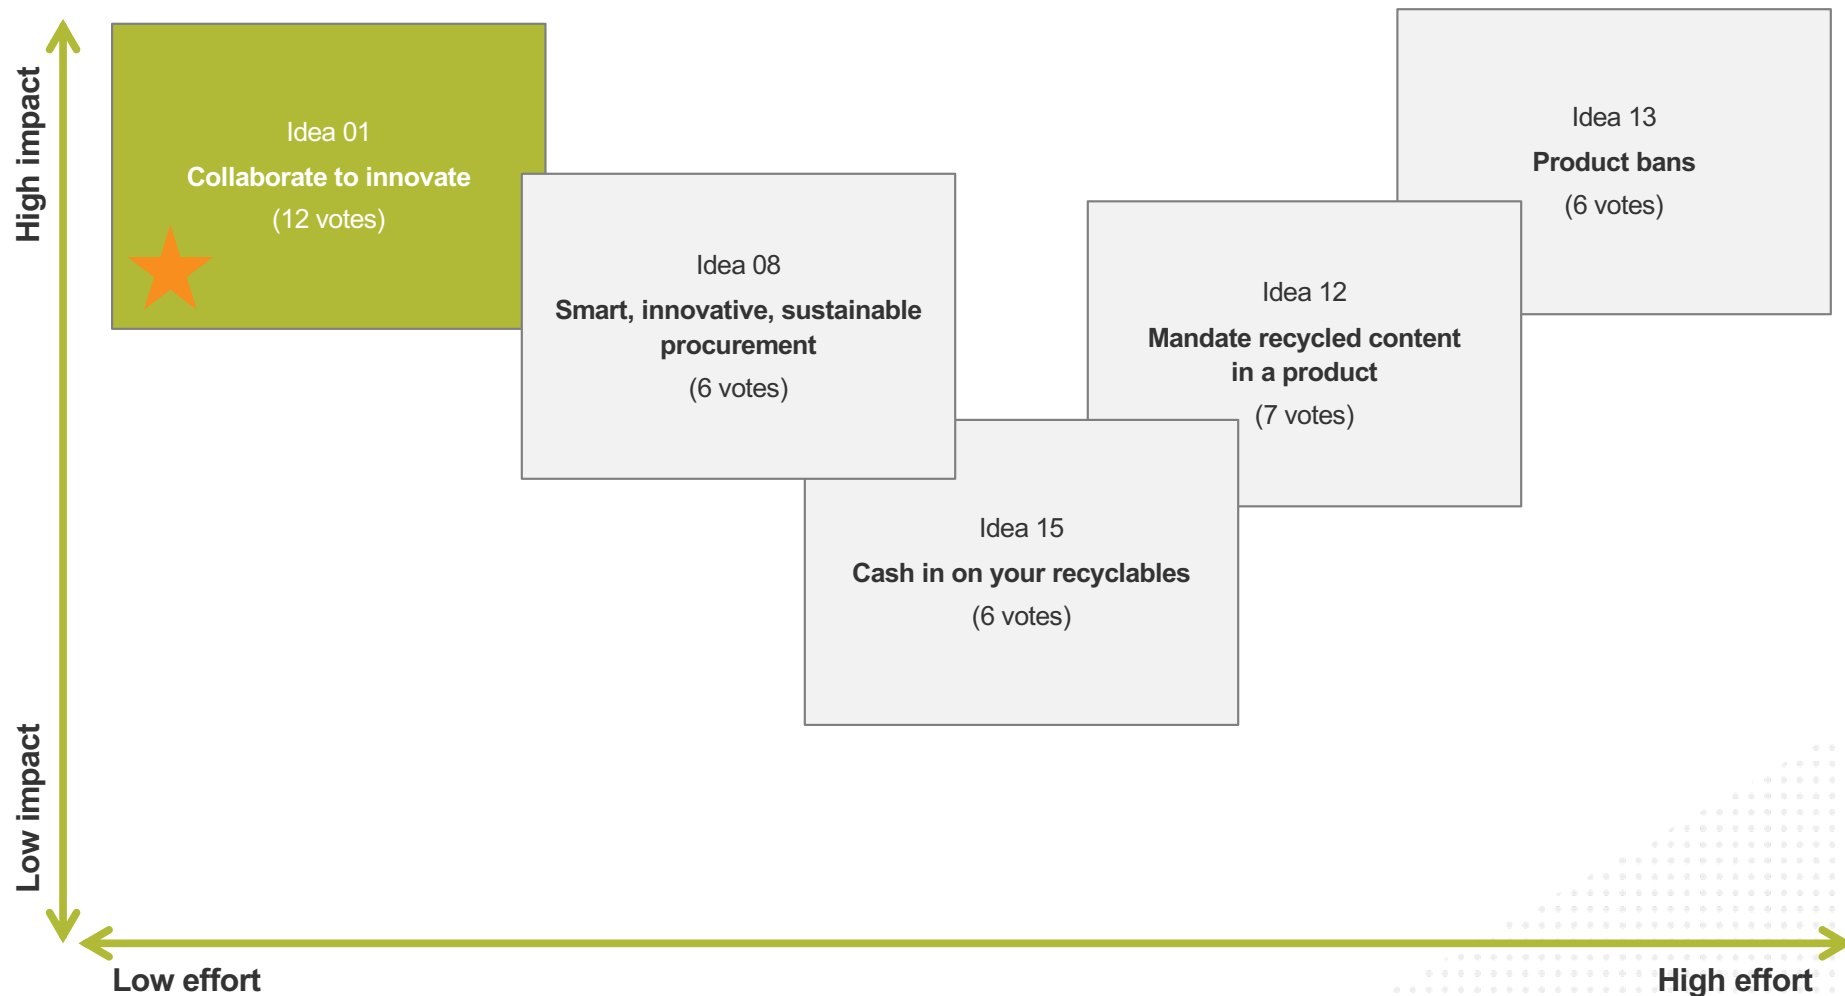 High impact
Low impact
Idea 01
Collaborate to innovate
(12 votes)
Idea 08
Smart, innovative, sustainable
procurement
(6 votes)
Idea 15
Cash in on your recyclables
(6 votes)
Idea 12
Mandate recycled content
in a product
(7 votes)
Idea 13
Product bans
(6 votes)
Low effort
High effort